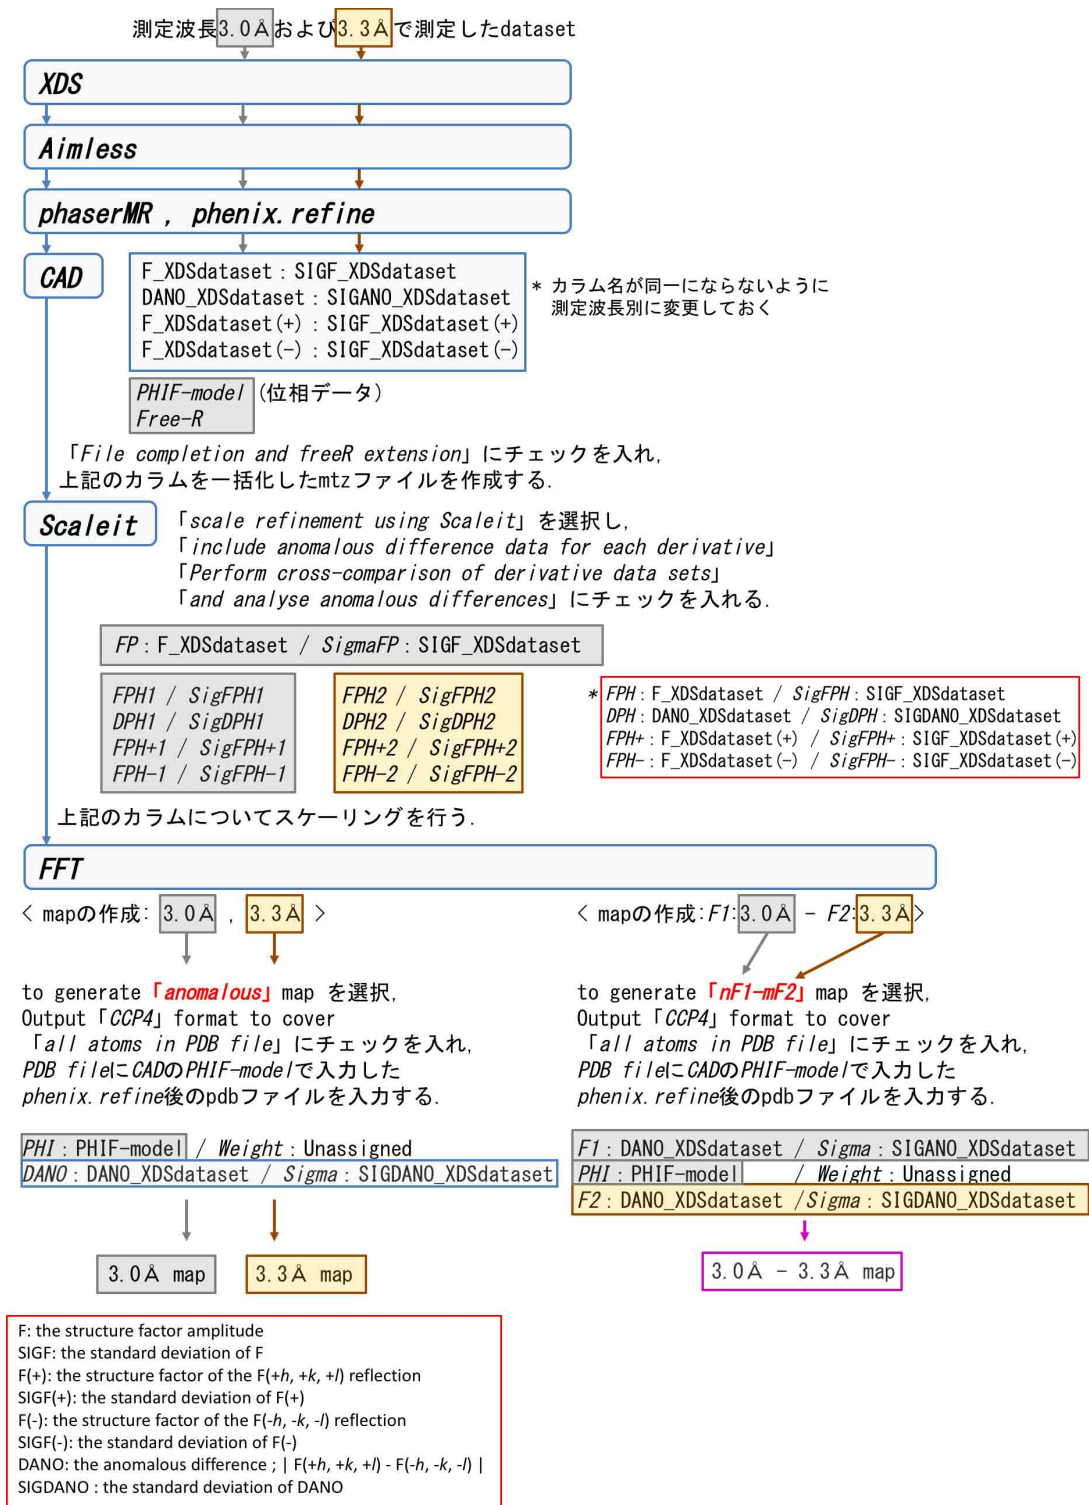 測定波長3.0Åおよび3.3Åで測定したdataset
XDS
Aimless
phaserMR , phenix.refine
CAD
F_XDSdataset : SIGF_XDSdataset
DANO_XDSdataset : SIGANO_XDSdataset
F_XDSdataset(+) : SIGF_XDSdataset(+)
F_XDSdataset(-) : SIGF_XDSdataset(-)
* カラム名が同一にならないように
測定波長別に変更しておく
PHIF-model (位相データ)
Free-R
「File completion and freeR extension」にチェックを入れ,
上記のカラムを一括化したmtzファイルを作成する.
Scaleit
「scale refinement using Scaleit」を選択し,
「include anomalous difference data for each derivative」
「Perform cross-comparison of derivative data sets」
「and analyse anomalous differences」にチェックを入れる.
FP : F_XDSdataset / SigmaFP : SIGF_XDSdataset
FPH1 / SigFPH1
DPH1 / SigDPH1
FPH+1 / SigFPH+1
FPH-1 / SigFPH-1
FPH2 / SigFPH2
DPH2 / SigDPH2
FPH+2 / SigFPH+2
FPH-2 / SigFPH-2
* FPH : F_XDSdataset / SigFPH : SIGF_XDSdataset
DPH : DANO_XDSdataset / SigDPH : SIGDANO_XDSdataset
FPH+ : F_XDSdataset(+) / SigFPH+ : SIGF_XDSdataset(+)
FPH- : F_XDSdataset(-) / SigFPH- : SIGF_XDSdataset(-)
上記のカラムについてスケーリングを行う.
FFT
< mapの作成: 3.0Å , 3.3Å >
to generate「anomalous」map を選択,
Output「CCP4」format to cover
「all atoms in PDB file」にチェックを入れ,
PDB fileにCADのPHIF-modelで入力した
phenix.refine後のpdbファイルを入力する.
PHI : PHIF-model / Weight : Unassigned
DANO : DANO_XDSdataset / Sigma : SIGDANO_XDSdataset
3.0Å map
3.3Å map
< mapの作成:F1:3.0Å - F2:3.3Å>
to generate「nF1-mF2」map を選択,
Output「CCP4」format to cover
「all atoms in PDB file」にチェックを入れ,
PDB fileにCADのPHIF-modelで入力した
phenix.refine後のpdbファイルを入力する.
F1 : DANO_XDSdataset / Sigma : SIGANO_XDSdataset
PHI : PHIF-model / Weight : Unassigned
F2 : DANO_XDSdataset /Sigma : SIGDANO_XDSdataset
3.0Å - 3.3Å map
F: the structure factor amplitude
SIGF: the standard deviation of F
F(+): the structure factor of the F(+h, +k, +l) reflection
SIGF(+): the standard deviation of F(+)
F(-): the structure factor of the F(-h, -k, -l) reflection
SIGF(-): the standard deviation of F(-)
DANO: the anomalous difference ; | F(+h, +k, +l) - F(-h, -k, -l) |
SIGDANO : the standard deviation of DANO